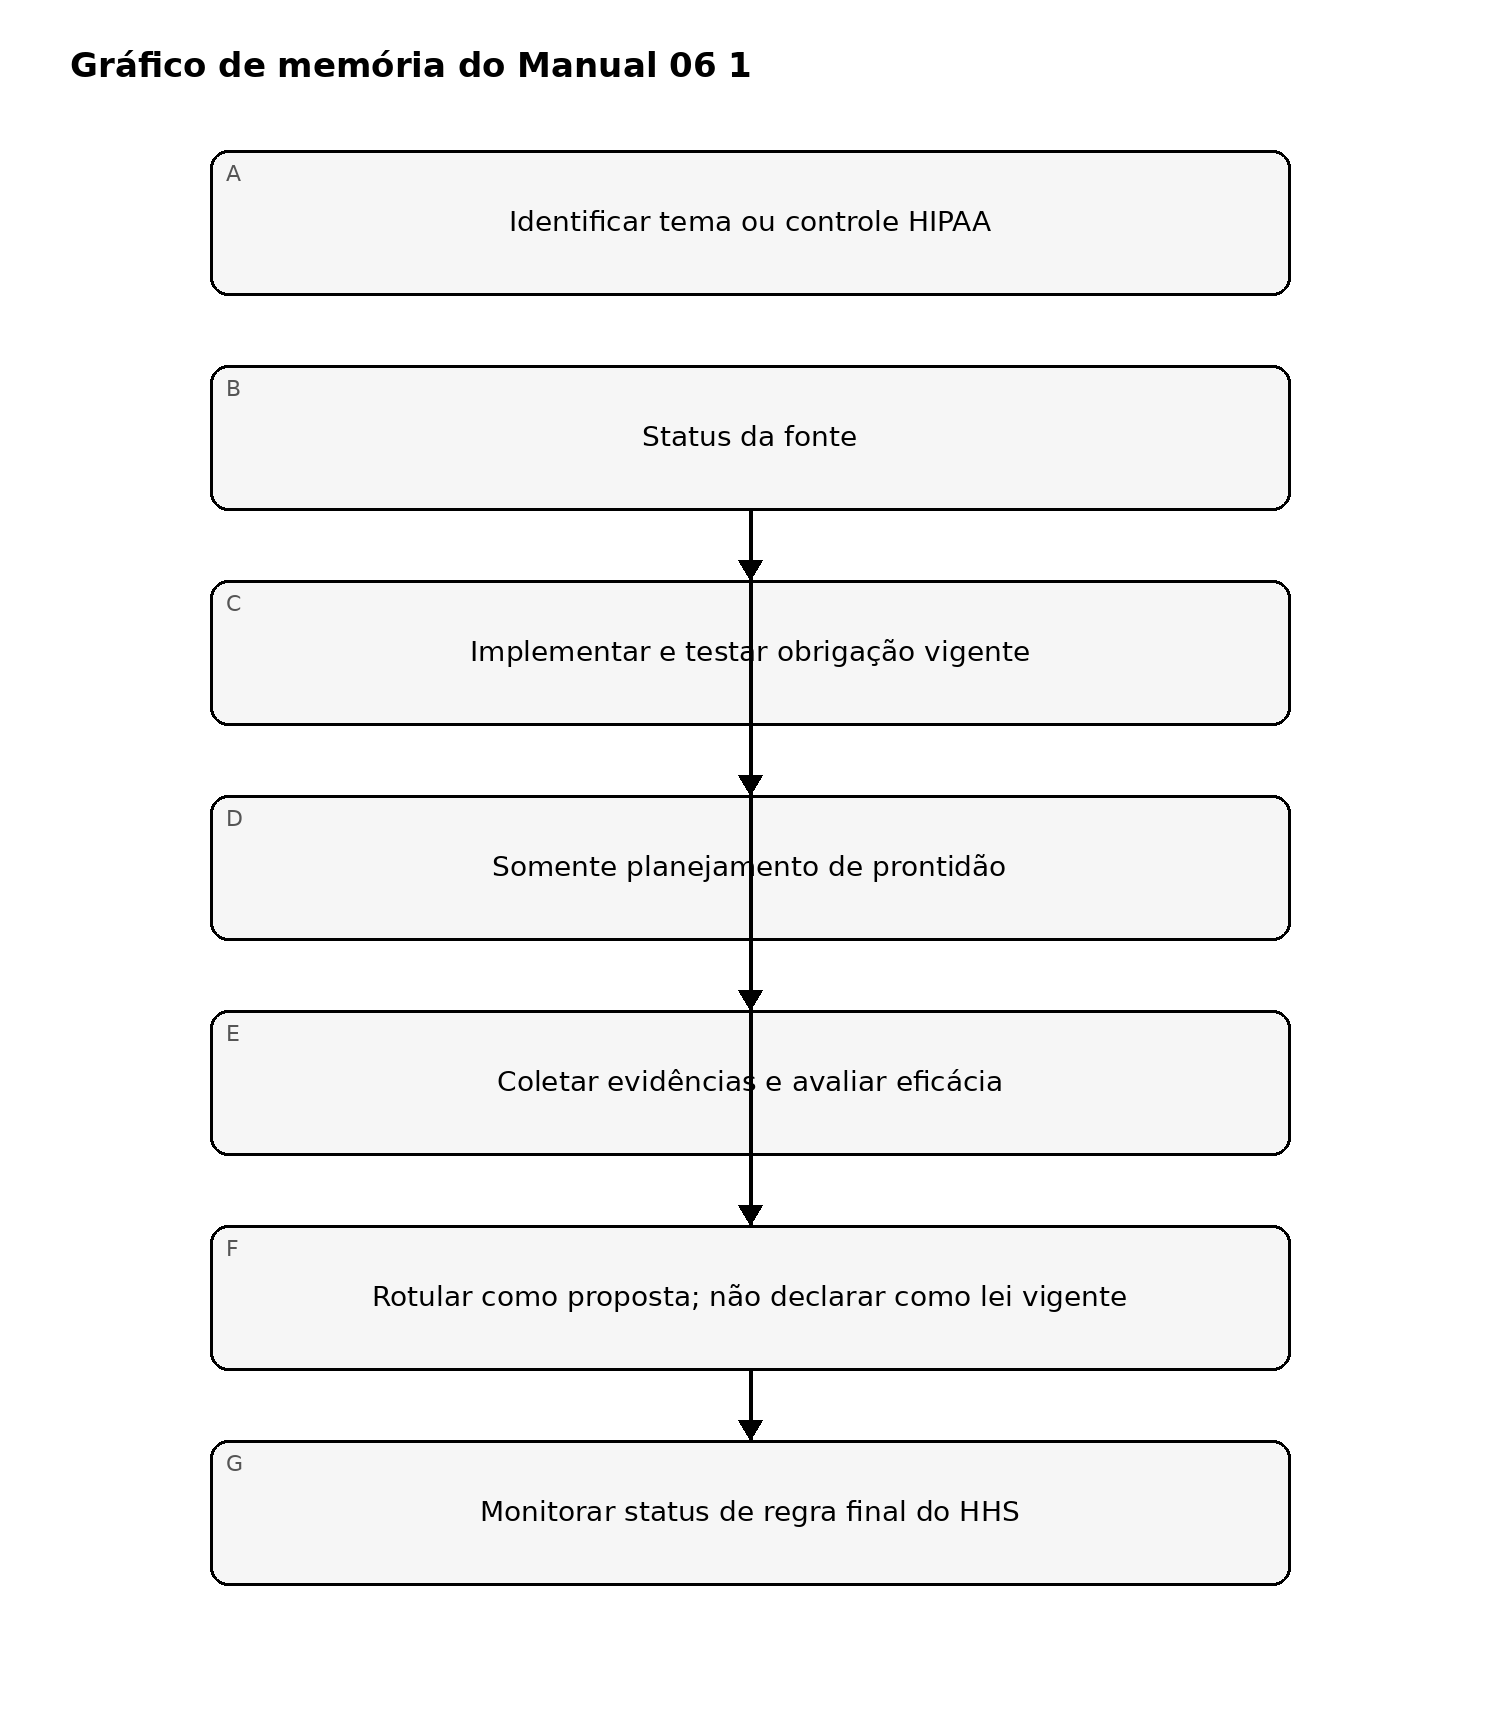 Gráfico de memória do Manual 06 1
A
Identificar tema ou controle HIPAA
B
Status da fonte
C
Implementar e testar obrigação vigente
D
Somente planejamento de prontidão
E
Coletar evidências e avaliar eficácia
F
Rotular como proposta; não declarar como lei vigente
G
Monitorar status de regra final do HHS